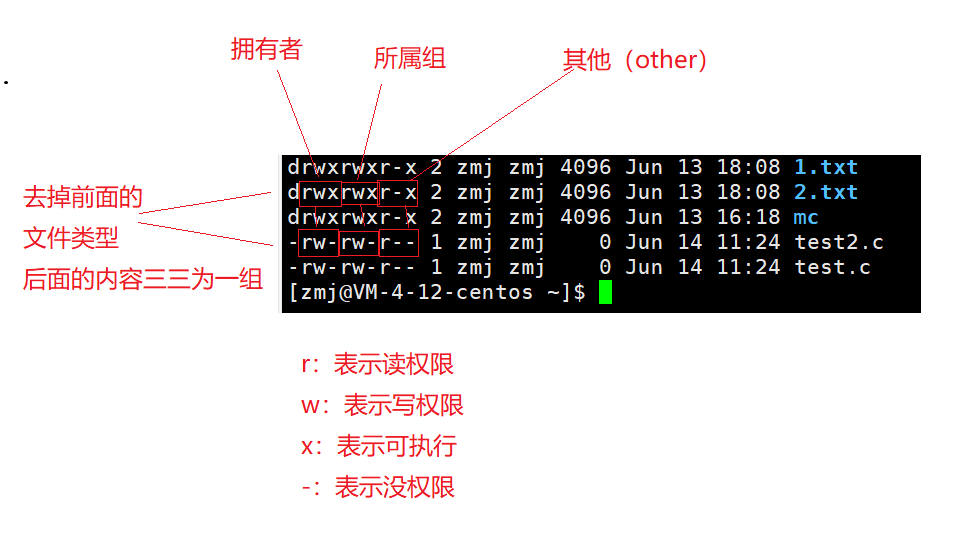 拥有者
所属组
其他（other）
drwxrwxr-x 2 zmj zmj 4096 Jun 13 18:08 1.txt
drwxrwxr-x 2 zmj zmj 4096 Jun 13 18:08 2.txt
drwxrwxr-x 2 zmj zmj 4096 Jun 13 16:18 mc
-rw-rw-r-- 1 zmj zmj    0 Jun 14 11:24 test2.c
-rw-rw-r-- 1 zmj zmj    0 Jun 14 11:24 test.c
[zmj@VM-4-12-centos ~]$
去掉前面的
文件类型
后面的内容三三为一组
r：表示读权限
w：表示写权限
x：表示可执行
-：表示没权限